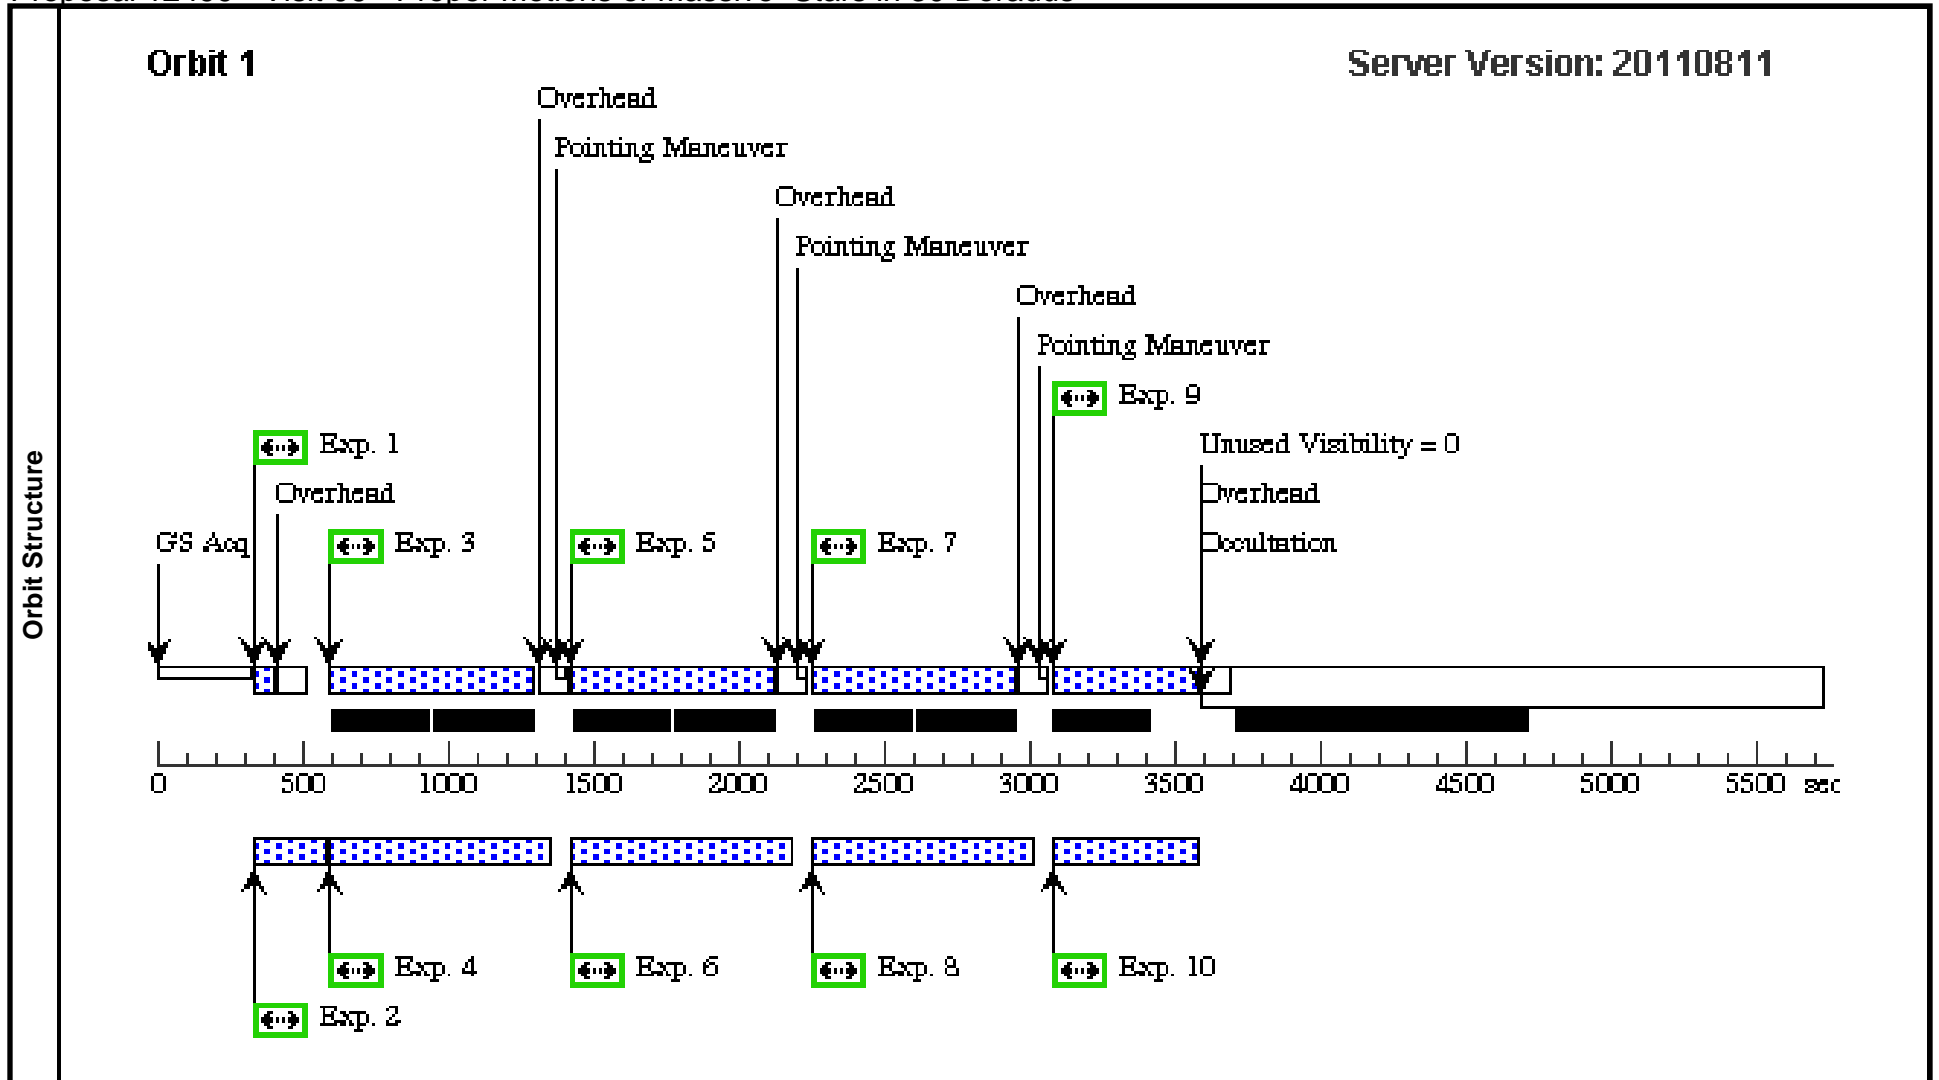 Orbit 1
Server Version: 20110811
Overhead
Pointing Maneuver
Overhead
Pointing Maneuver
Overhead
Pointing Maneuver
Exp. 9
Exp. 1
Unused Visibility = 0
Overhead
Overhead
GS Acq
Exp. 3
Exp. 5
Exp. 7
Occultation
Orbit Structure
0 500 1000 1500 2000 2500 3000 3500 4000 4500 5000 5500 sec
Exp. 4
Exp. 6
Exp. 8
Exp. 10
Exp. 2